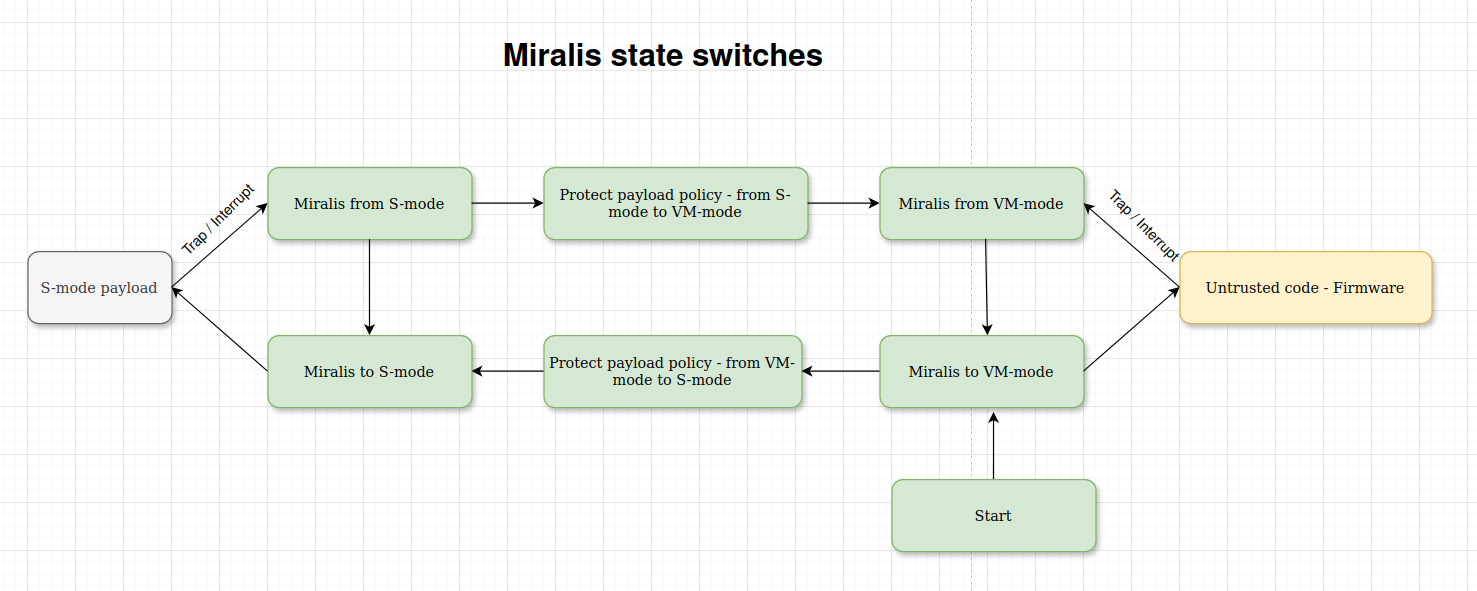 Miralis state switches
Trap / Interrupt
Miralis from S-mode
Protect payload policy - from S-
mode to VM-mode
Miralis from VM-mode
Trap / Interrupt
S-mode payload
Untrusted code - Firmware
Miralis to S-mode
Protect payload policy - from VM-
mode to S-mode
Miralis to VM-mode
Start